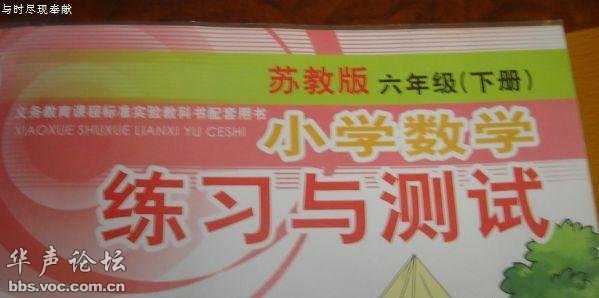 与时尽现奉献
苏教版 六年级(下册)
义务教育课程标准实验教科书配套用书
XIAOXUE SHUXUE LIANXI YU CESHI
小学数学
练习与测试
华声论坛
bbs.voc.com.cn